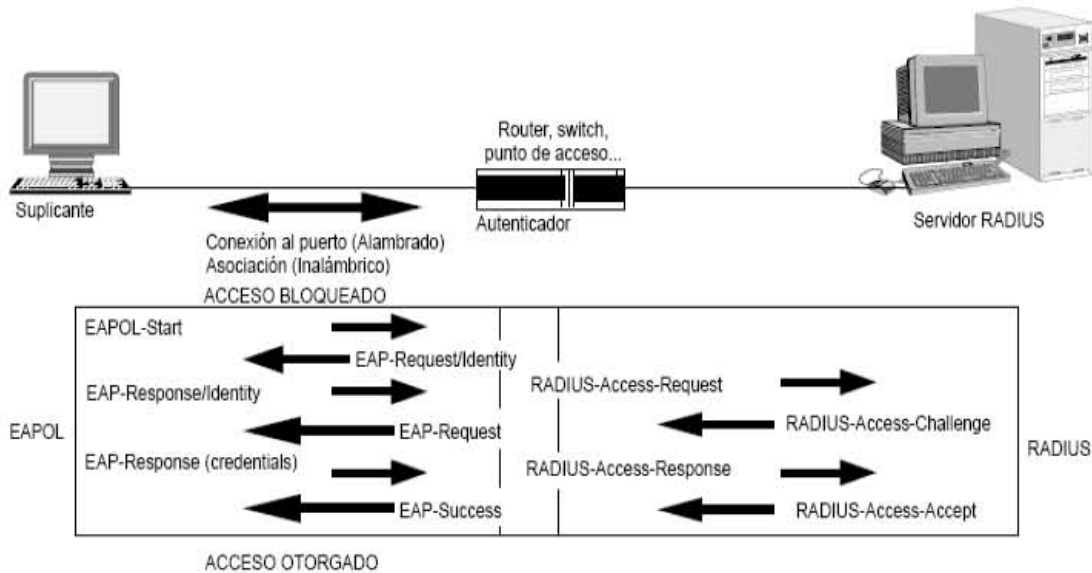 Router, switch,
punto de acceso...
Suplicante
Autenticador
Servidor RADIUS
Conexión al puerto (Alambrado)
Asociación (Inalámbrico)
ACCESO BLOQUEADO
EAPOL-Start
EAP-Request/Identity
EAP-Response/Identity
RADIUS-Access-Request
EAPOL
EAP-Request
RADIUS-Access-Challenge
RADIUS
EAP-Response (credentials)
RADIUS-Access-Response
EAP-Success
RADIUS-Access-Accept
ACCESO OTORGADO